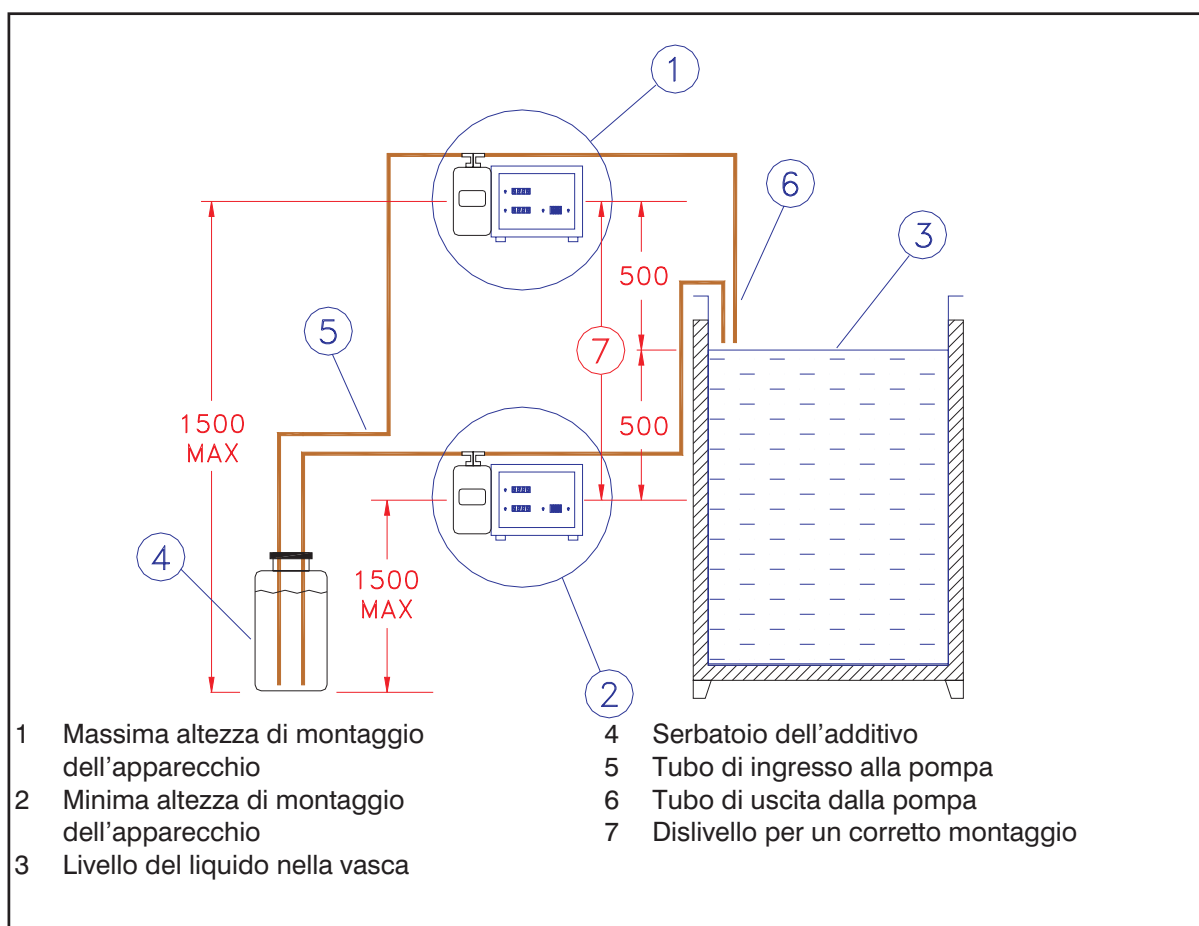 1
6
3
500
5
7
1500
MAX
500
4
1500
MAX
2
1 Massima altezza di montaggio
dell'apparecchio
2 Minima altezza di montaggio
dell'apparecchio
3 Livello del liquido nella vasca
4 Serbatoio dell'additivo
5 Tubo di ingresso alla pompa
6 Tubo di uscita dalla pompa
7 Dislivello per un corretto montaggio